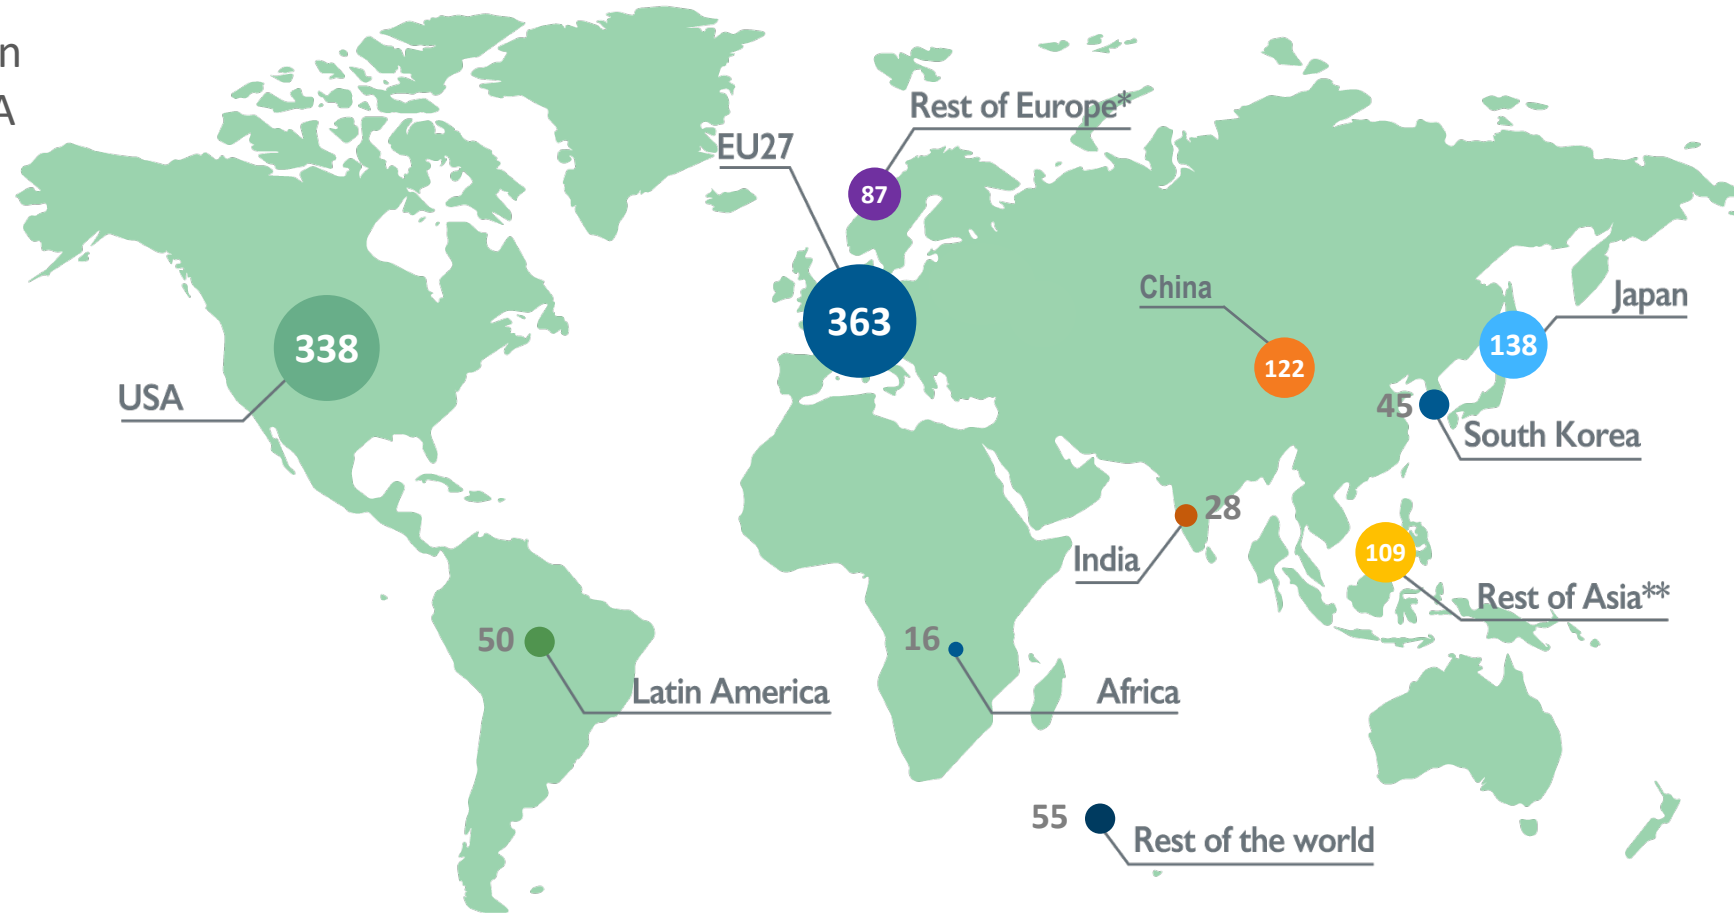 n
A
Rest of Europe*
EU27
87
363
China
122
Japan
138
338
USA
45
South Korea
28
India
109
Rest of Asia**
50
Latin America
16
Africa
55
Rest of the world